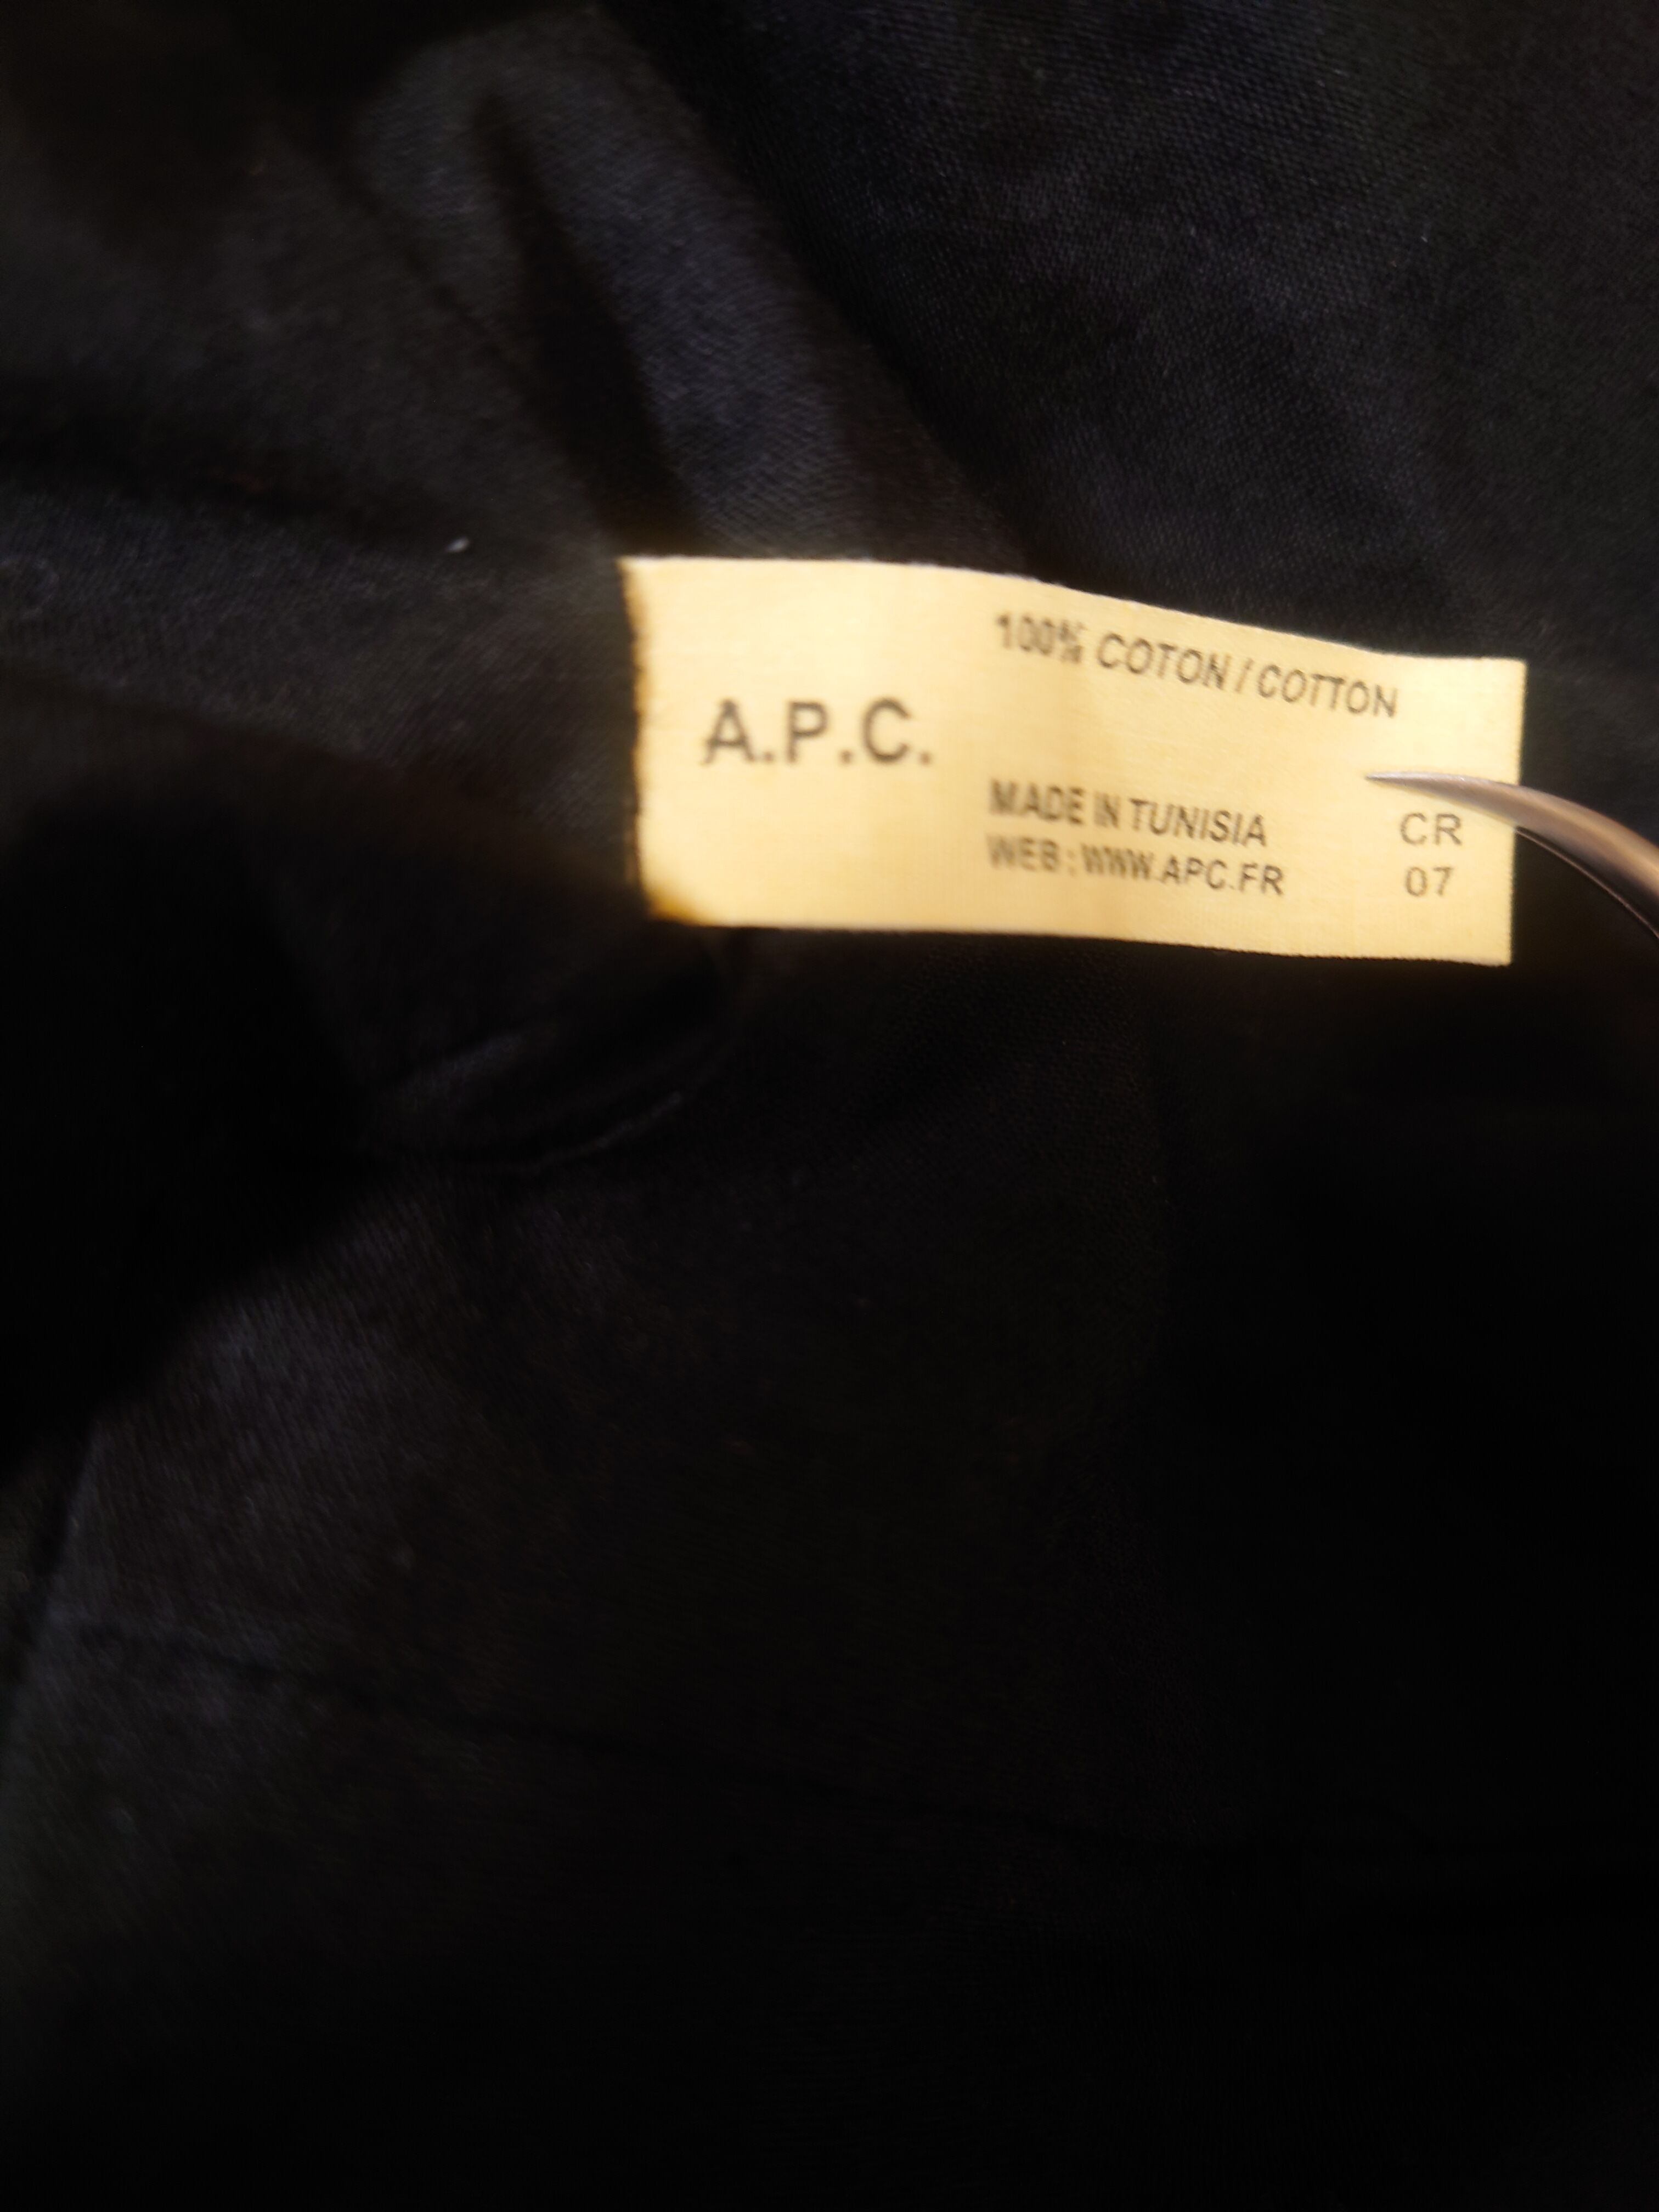 A.P.C.
100% COTON / COTTON
MADE IN TUNISIA
WEB : WWW.APC.FR
CR
07